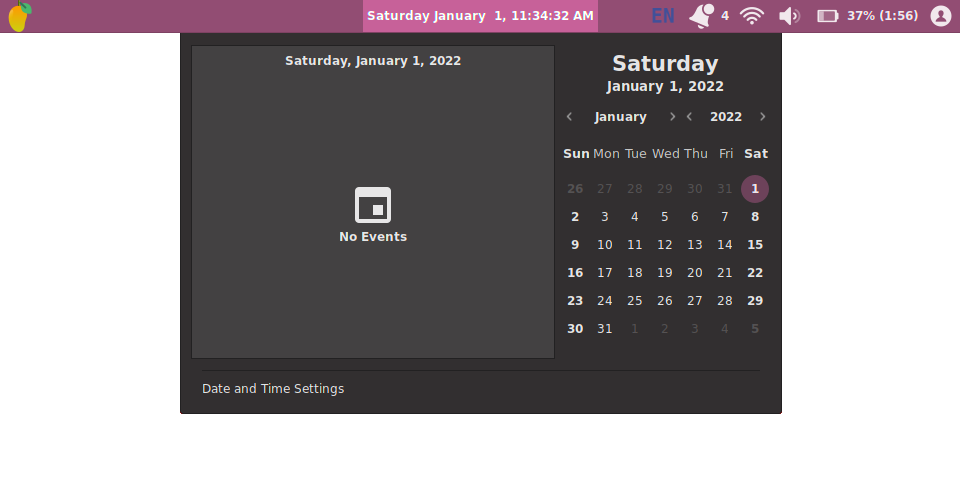 Saturday January  1, 11:34:32 AM EN 4 37% (1:56)
Saturday, January 1, 2022
No Events
Saturday
January 1, 2022
January 2022
Sun Mon Tue Wed Thu Fri Sat
26 27 28 29 30 31 1
2 3 4 5 6 7 8
9 10 11 12 13 14 15
16 17 18 19 20 21 22
23 24 25 26 27 28 29
30 31 1 2 3 4 5
Date and Time Settings